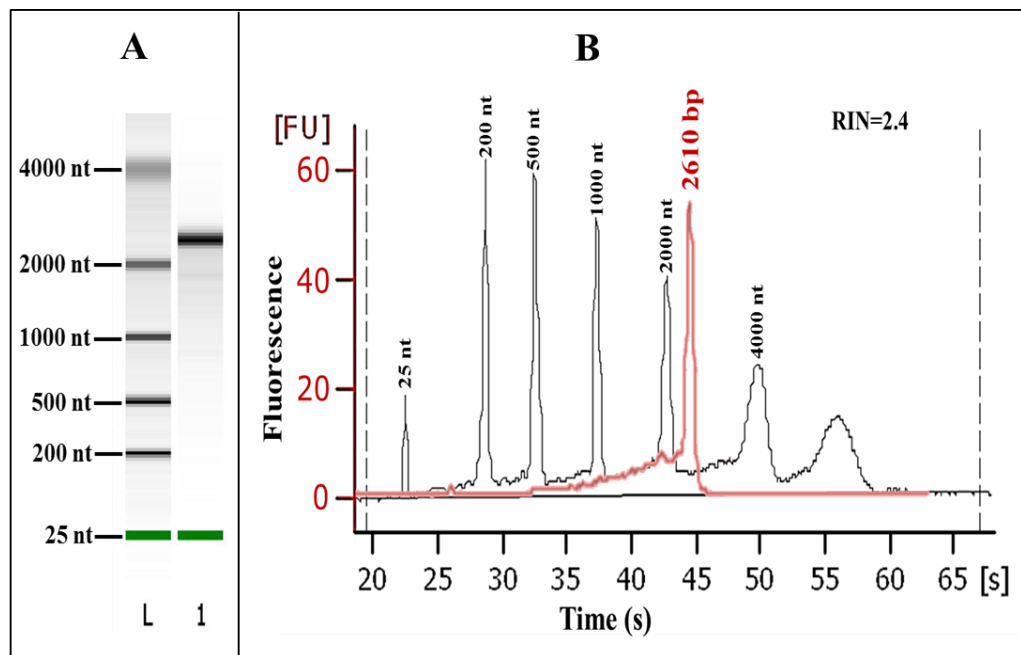 A
4000 nt
2000 nt
1000 nt
500 nt
200 nt
25 nt
L 1
B
[FU]
60
40
20
0
Fluorescence
25 nt
200 nt
500 nt
1000 nt
2000 nt
2610 bp
4000 nt
RIN=2.4
20 25 30 35 40 45 50 55 60 65 [s]
Time (s)